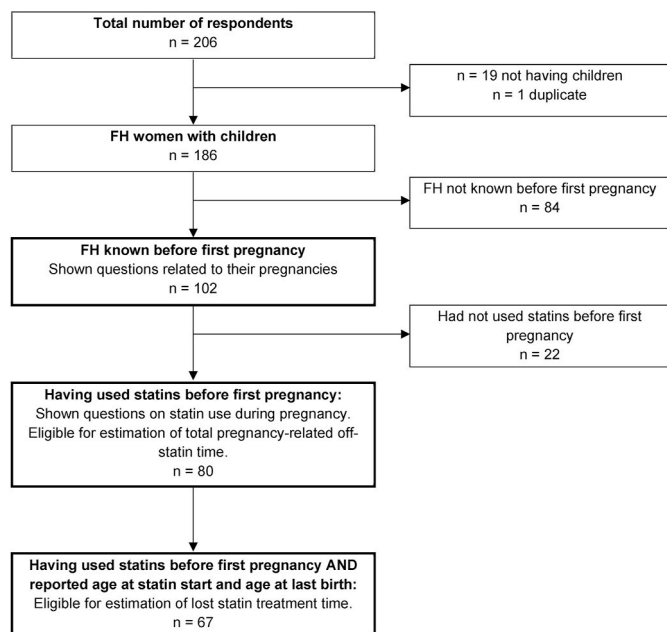 Total number of respondents
n = 206
n = 19 not having children
n = 1 duplicate
FH women with children
n = 186
FH not known before first pregnancy
n = 84
FH known before first pregnancy
Shown questions related to their pregnancies
n = 102
Had not used statins before first
pregnancy
n = 22
Having used statins before first pregnancy:
Shown questions on statin use during pregnancy.
Eligible for estimation of total pregnancy-related off-
statin time.
n = 80
Having used statins before first pregnancy AND
reported age at statin start and age at last birth:
Eligible for estimation of lost statin treatment time.
n = 67